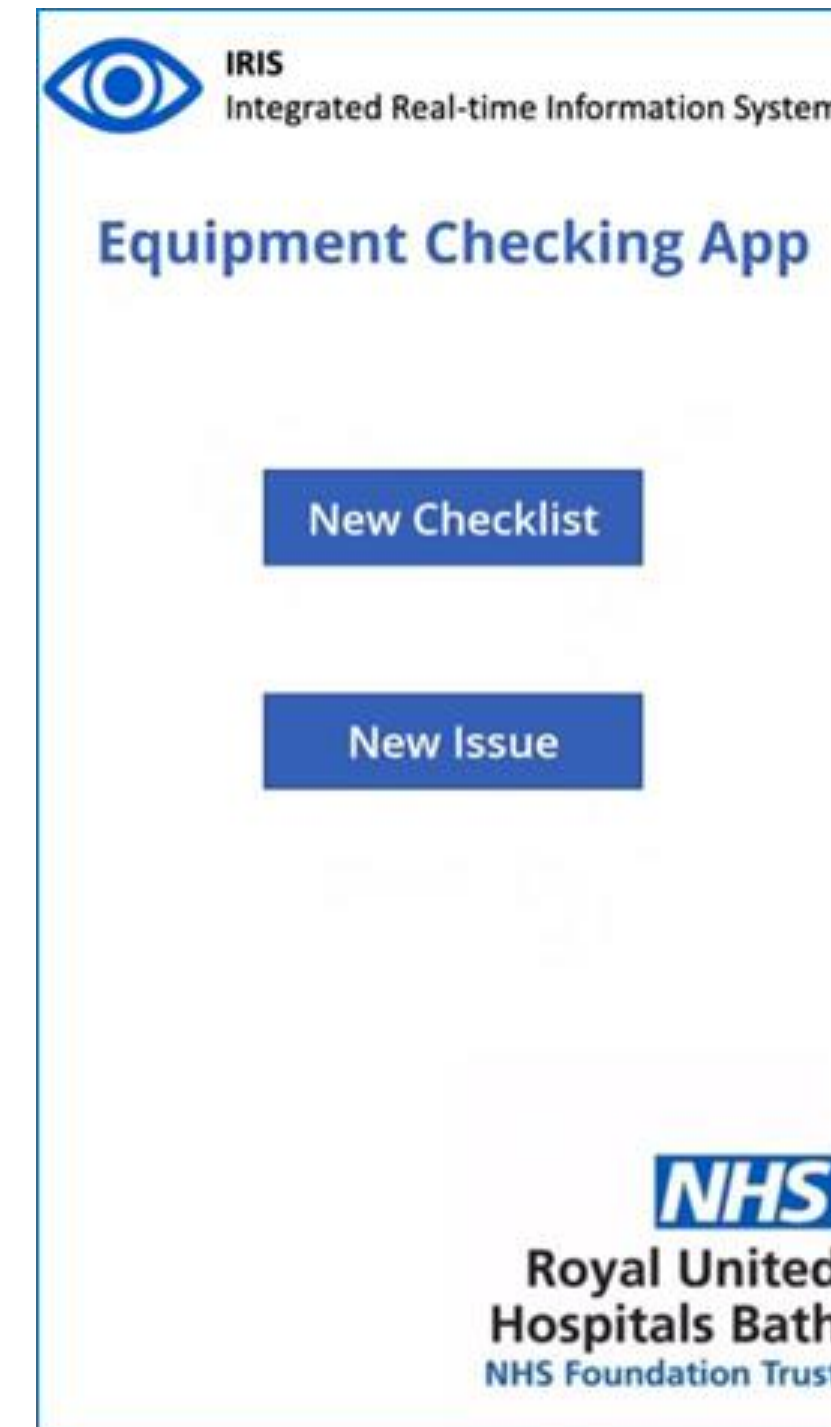 IRIS
Integrated Real-time Information System
Equipment Checking App
New Checklist
New Issue
NHS
Royal United
Hospitals Bath
NHS Foundation Trust